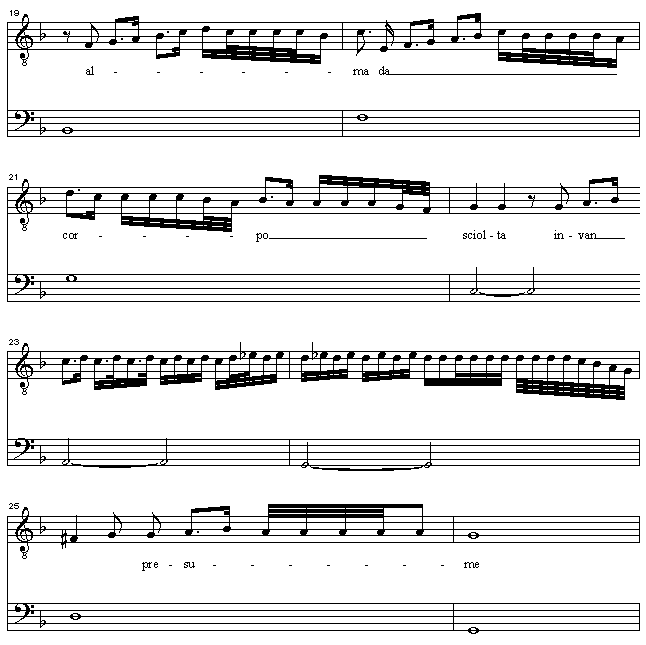 19
al - - - - - - - ma da
21
cor - - - - po sciol - ta in - van
23
25
pre - su - - - - - - - me